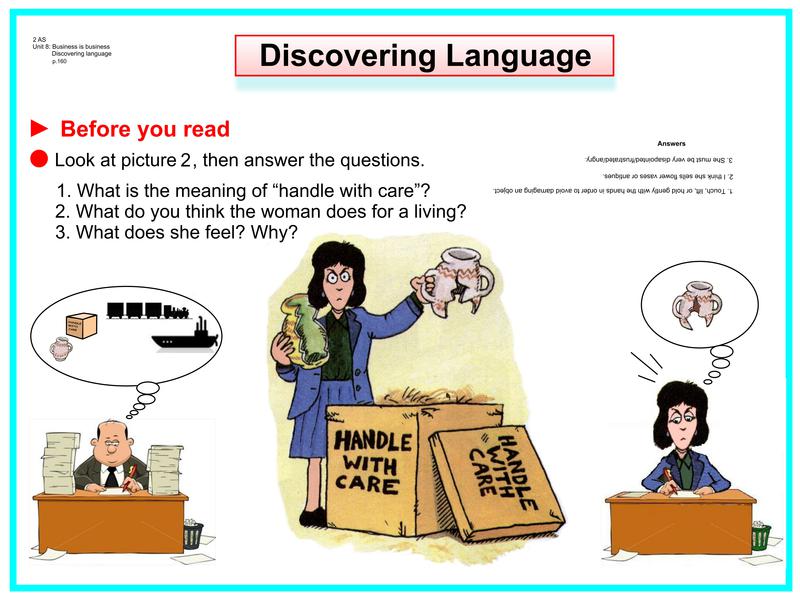 2 AS
Unit 8: Business is business
Discovering language
p.160
Discovering Language
Before you read
Look at picture 2, then answer the questions.
1. What is the meaning of “handle with care”?
2. What do you think the woman does for a living?
3. What does she feel? Why?
Answers
1. Touch, lift, or hold gently with the hands in order to avoid damaging an object.
2. I think she sells flower vases or antiques.
3. She must be very disapointed/frustrated/angry:
HANDLE
WITH
CARE
HANDLE
WITH
CARE
HANDLE
WITH
CARE